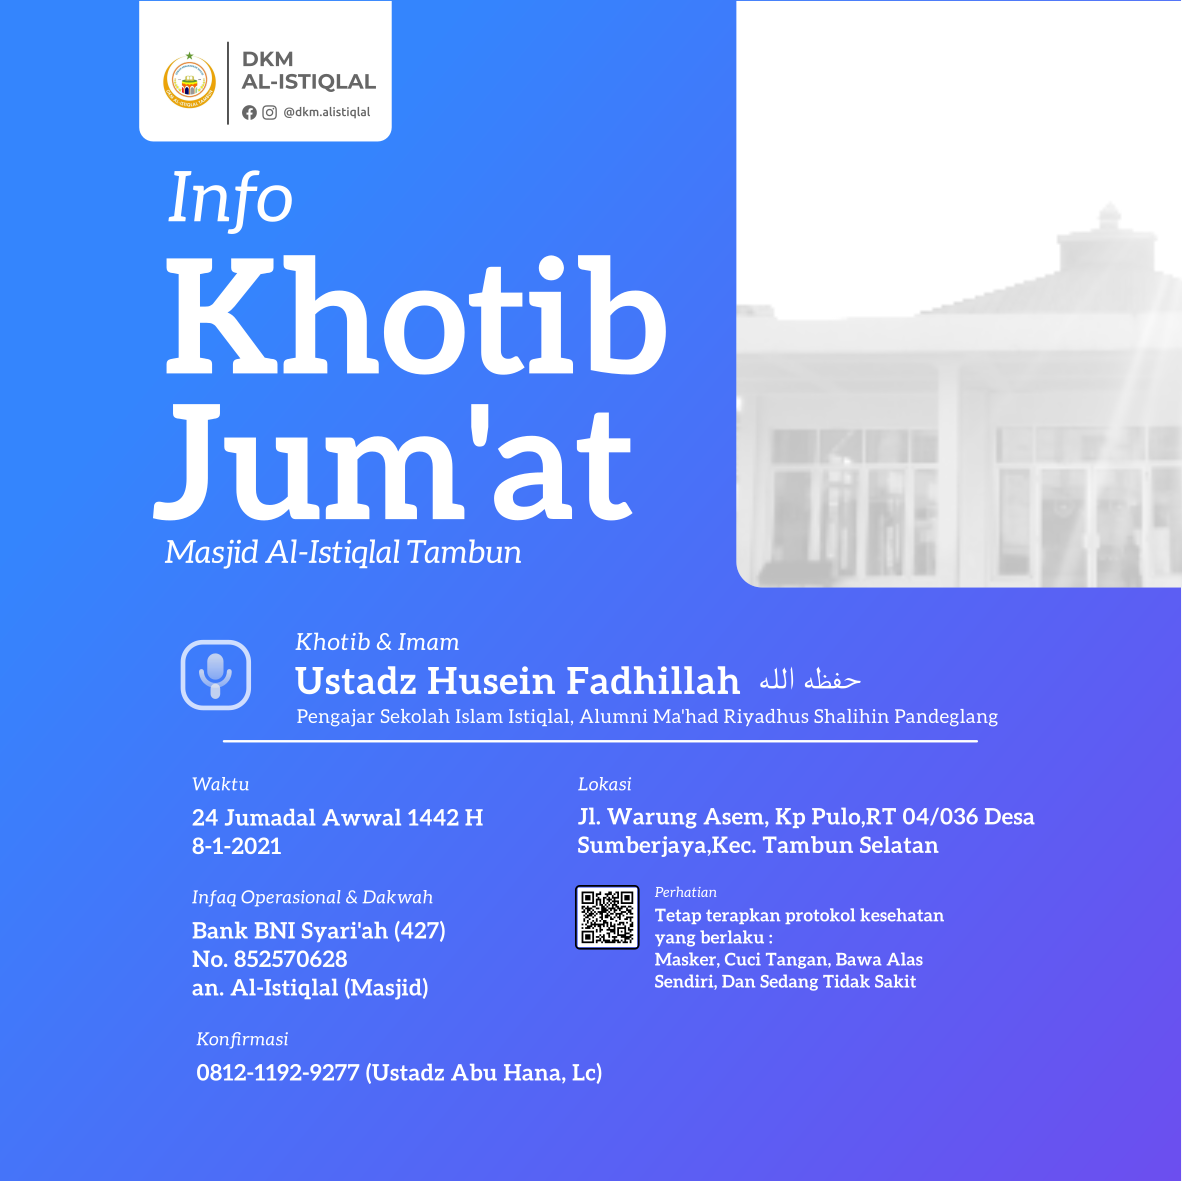 DKM
AL-ISTIQLAL
@dkm.alistiqlal
Info
Khotib
Jum'at
Masjid Al-Istiqlal Tambun
Khotib & Imam
Ustadz Husein Fadhillah حفظه الله
Pengajar Sekolah Islam Istiqlal, Alumni Ma'had Riyadhus Shalihin Pandeglang
Waktu
24 Jumadal Awwal 1442 H
8-1-2021
Lokasi
Jl. Warung Asem, Kp Pulo,RT 04/036 Desa
Sumberjaya,Kec. Tambun Selatan
Infaq Operasional & Dakwah
Bank BNI Syari'ah (427)
No. 852570628
an. Al-Istiqlal (Masjid)
Perhatian
Tetap terapkan protokol kesehatan
yang berlaku :
Masker, Cuci Tangan, Bawa Alas
Sendiri, Dan Sedang Tidak Sakit
Konfirmasi
0812-1192-9277 (Ustadz Abu Hana, Lc)